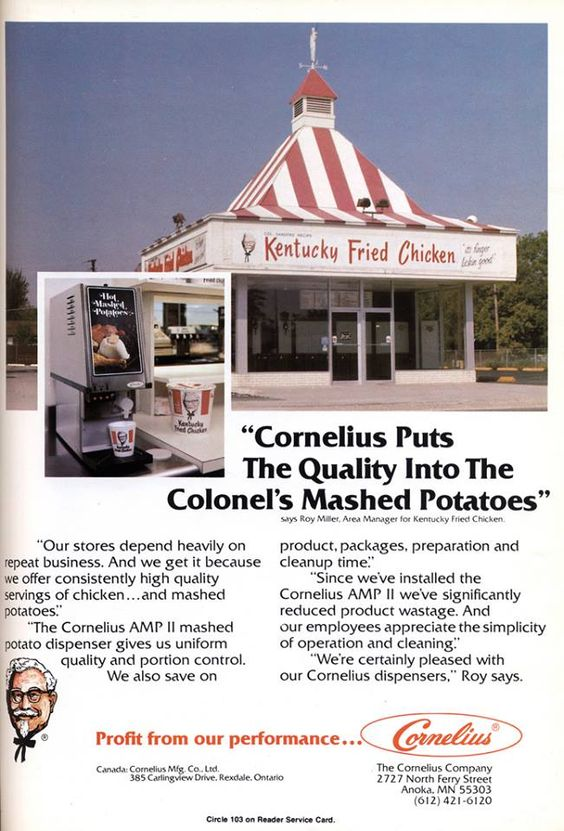 COL. SANDERS RECIPE
Kentucky Fried Chicken
"it's finger
lickin' good"
Hot
Mashed
Potatoes
Kentucky
Fried Chicken
"Cornelius Puts
The Quality Into The
Colonel's Mashed Potatoes"
says Roy Miller, Area Manager for Kentucky Fried Chicken.
"Our stores depend heavily on
repeat business. And we get it because
we offer consistently high quality
servings of chicken...and mashed
potatoes."
"The Cornelius AMP II mashed
potato dispenser gives us uniform
quality and portion control.
We also save on
product, packages, preparation and
cleanup time."
"Since we've installed the
Cornelius AMP II we've significantly
reduced product wastage. And
our employees appreciate the simplicity
of operation and cleaning."
"We're certainly pleased with
our Cornelius dispensers," Roy says.
®
Profit from our performance...
Cornelius®
Canada: Cornelius Mfg. Co., Ltd.
385 Carlingview Drive, Rexdale, Ontario
The Cornelius Company
2727 North Ferry Street
Anoka, MN 55303
(612) 421-6120
Circle 103 on Reader Service Card.